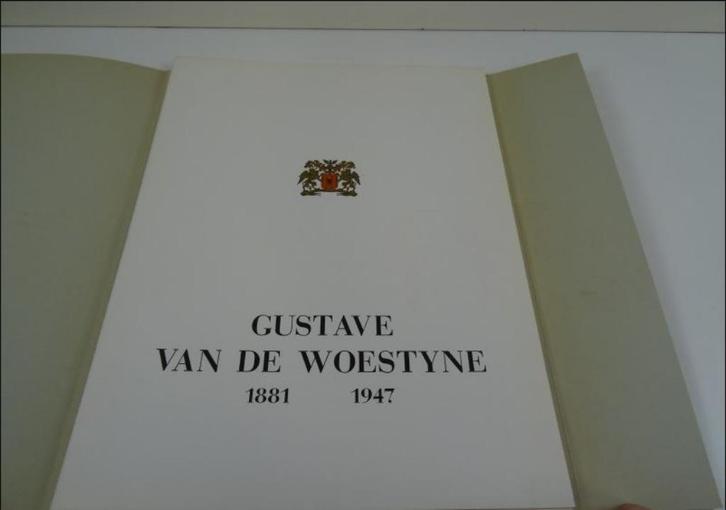 GUSTAVE
VAN DE WOESTYNE
1881 1947